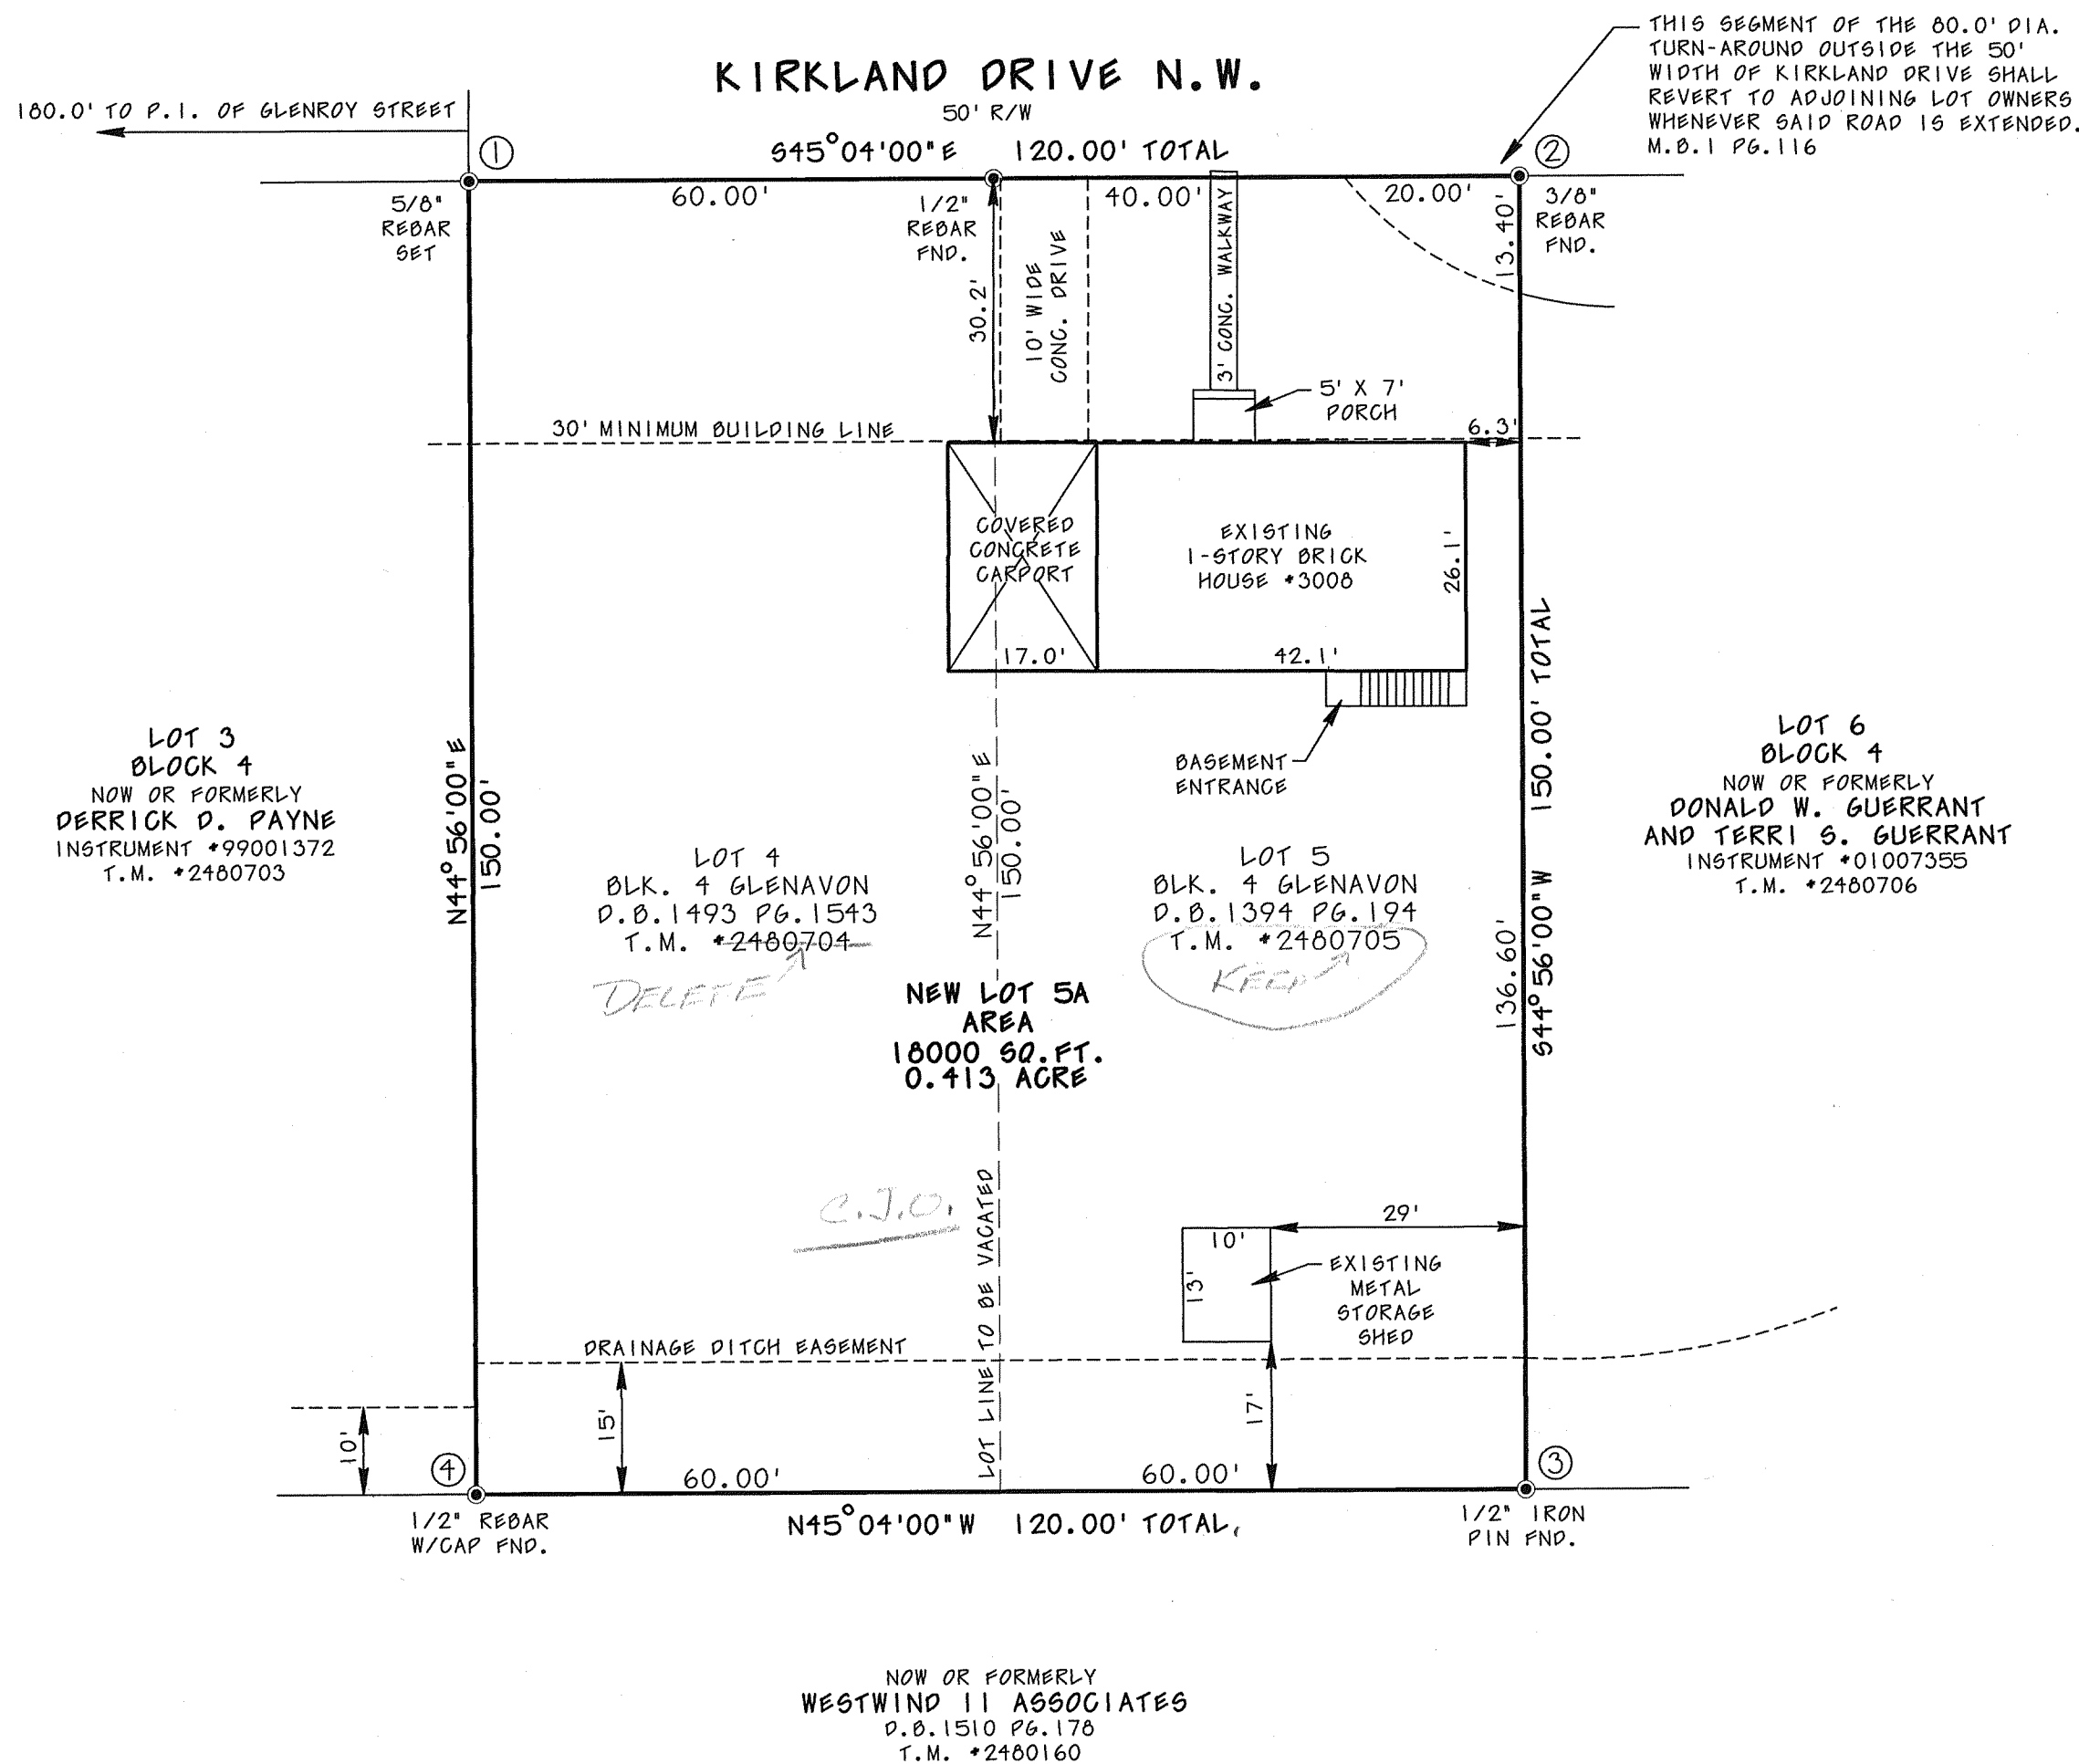 THIS SEGMENT OF THE 80.0' DIA.
TURN-AROUND OUTSIDE THE 50'
WIDTH OF KIRKLAND DRIVE SHALL
REVERT TO ADJOINING LOT OWNERS
WHENEVER SAID ROAD IS EXTENDED.
M.B.1 PG.116
KIRKLAND DRIVE N.W.
50' R/W
180.0' TO P.I. OF GLENROY STREET
S45°04'00"E 120.00' TOTAL
1
2
60.00'
40.00'
20.00'
5/8"
REBAR
SET
1/2"
REBAR
FND.
3/8"
REBAR
FND.
13.40'
30.2'
10' WIDE
CONC. DRIVE
3' CONC. WALKWAY
5' X 7'
PORCH
30' MINIMUM BUILDING LINE
6.3'
COVERED
CONCRETE
CARPORT
EXISTING
1-STORY BRICK
HOUSE #3008
26.1'
17.0'
42.1'
BASEMENT
ENTRANCE
LOT 3
BLOCK 4
NOW OR FORMERLY
DERRICK D. PAYNE
INSTRUMENT #99001372
T.M. #2480703
N44°56'00"E
150.00'
LOT 4
BLK. 4 GLENAVON
D.B.1493 PG.1543
T.M. #2480704
DELETE
N44°56'00"E
150.00'
LOT 5
BLK. 4 GLENAVON
D.B.1394 PG.194
T.M. #2480705
KEEP
136.60'
S44°56'00"W 150.00' TOTAL
LOT 6
BLOCK 4
NOW OR FORMERLY
DONALD W. GUERRANT
AND TERRI S. GUERRANT
INSTRUMENT #01007355
T.M. #2480706
NEW LOT 5A
AREA
18000 SQ.FT.
0.413 ACRE
C.J.O.
LOT LINE TO BE VACATED
29'
10'
13'
EXISTING
METAL
STORAGE
SHED
DRAINAGE DITCH EASEMENT
10'
15'
17'
4
3
60.00'
60.00'
1/2" REBAR
W/CAP FND.
N45°04'00"W 120.00' TOTAL
1/2" IRON
PIN FND.
NOW OR FORMERLY
WESTWIND II ASSOCIATES
D.B.1510 PG.178
T.M. #2480160